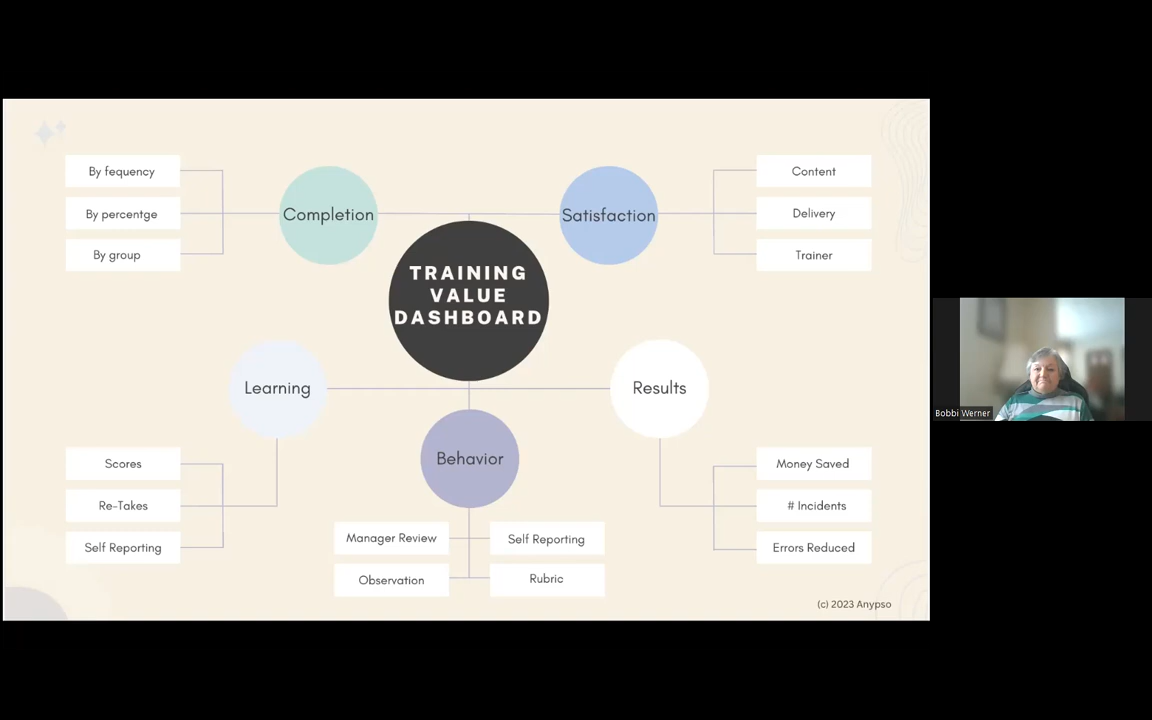 By fequency
By percentge
By group
Completion
Satisfaction
Content
Delivery
Trainer
TRAINING
VALUE
DASHBOARD
Learning
Results
Behavior
Scores
Re-Takes
Self Reporting
Manager Review
Self Reporting
Observation
Rubric
Money Saved
# Incidents
Errors Reduced
(c) 2023 Anypso
Bobbi Werner